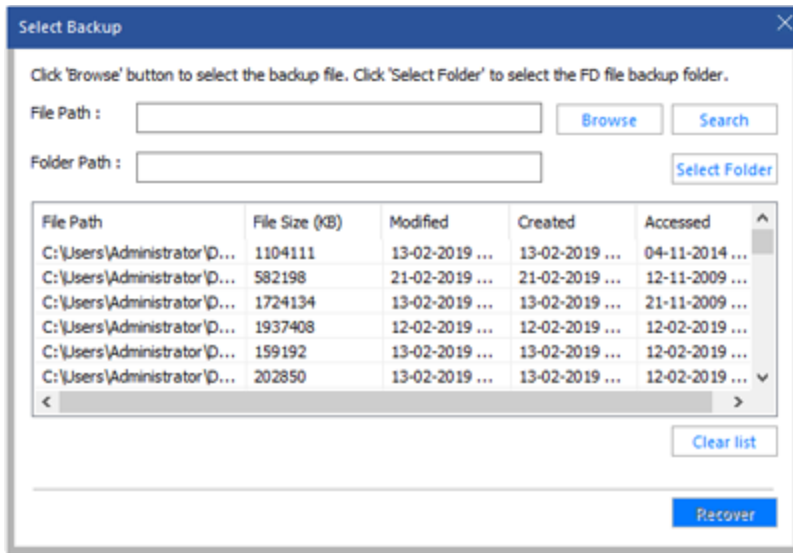 Select Backup
Click 'Browse' button to select the backup file. Click 'Select Folder' to select the FD file backup folder.
File Path : Browse Search
Folder Path : Select Folder
File Path File Size (KB) Modified Created Accessed
C:\Users\Administrator\D... 1104111 13-02-2019 ... 13-02-2019 ... 04-11-2014 ...
C:\Users\Administrator\D... 582198 21-02-2019 ... 21-02-2019 ... 12-11-2009 ...
C:\Users\Administrator\D... 1724134 13-02-2019 ... 13-02-2019 ... 21-11-2009 ...
C:\Users\Administrator\D... 1937408 12-02-2019 ... 12-02-2019 ... 12-02-2019 ...
C:\Users\Administrator\D... 159192 13-02-2019 ... 13-02-2019 ... 12-02-2019 ...
C:\Users\Administrator\D... 202850 13-02-2019 ... 13-02-2019 ... 12-02-2019 ...
Clear list
Recover